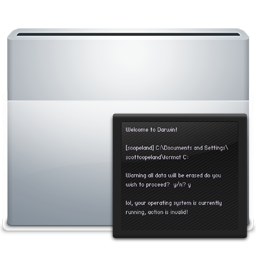 Welcome to Darwin!
[scopeland] C:\Documents and Settings\
scottcopeland>format C:
Warning all data will be erased do you
wish to proceed? y/n? y
lol, your operating system is currently
running, action is invalid!